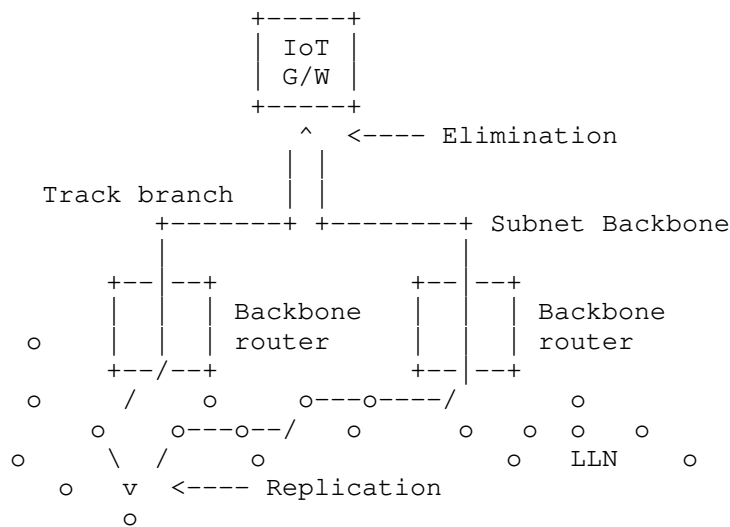 IoT
G/W
<---- Elimination
Track branch
Subnet Backbone
Backbone Backbone
router router
LLN
<---- Replication